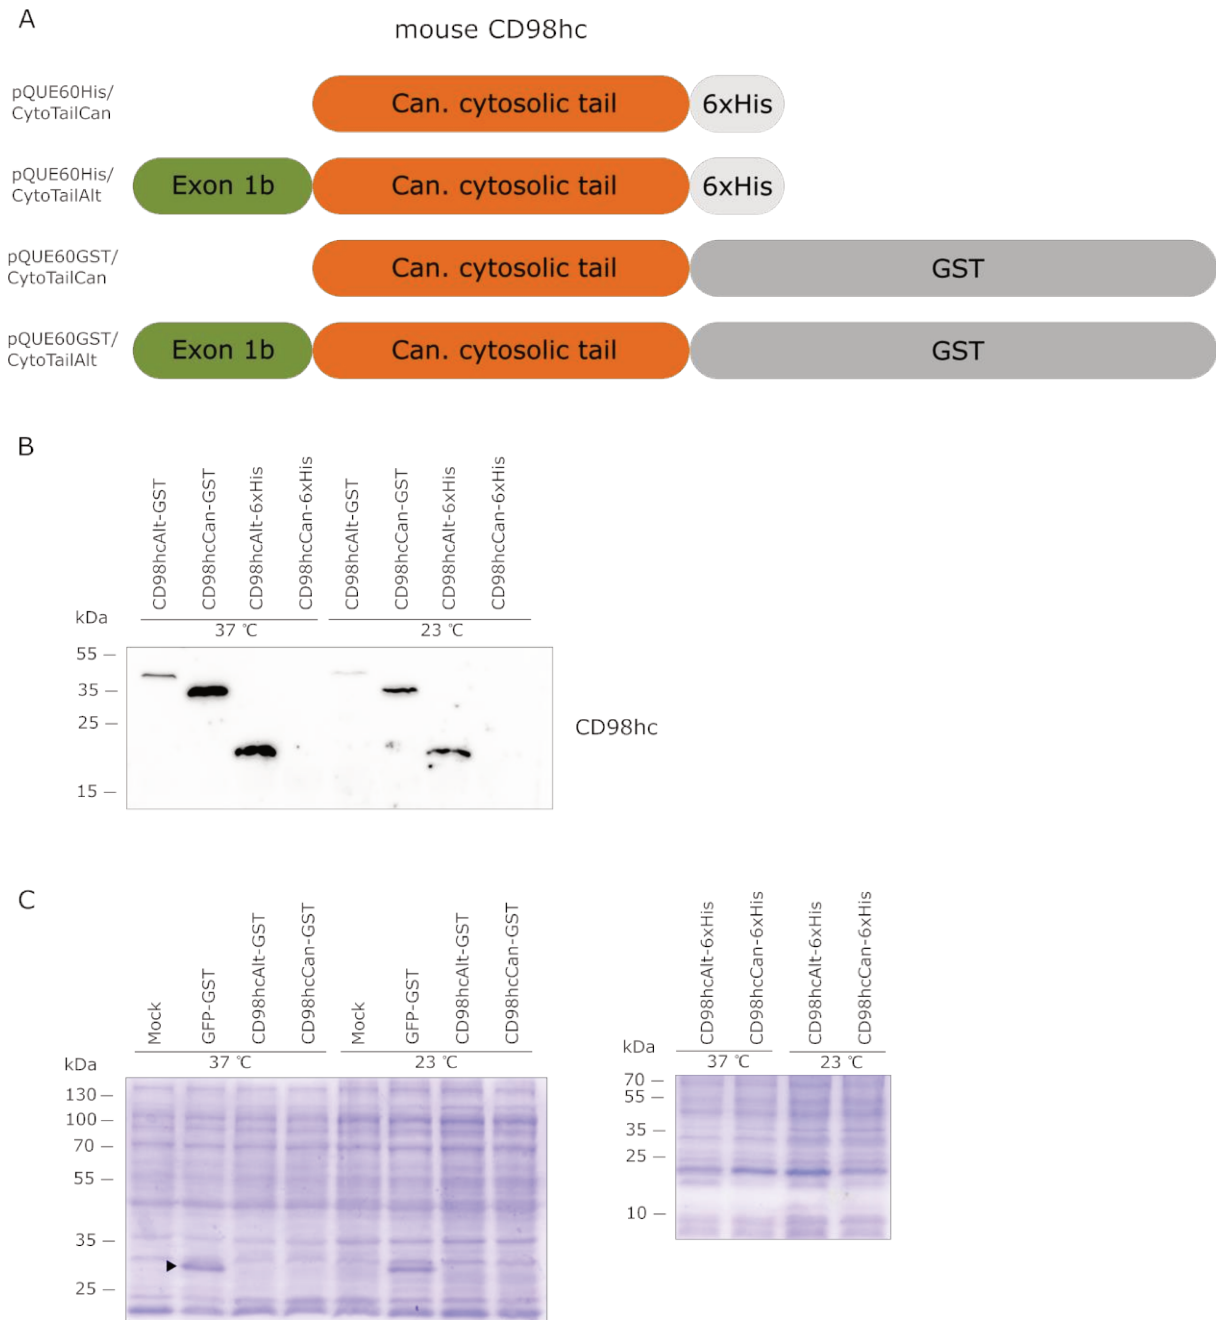 A
mouse CD98hc
pQUE60His/
CytoTailCan
Can. cytosolic tail
6xHis
pQUE60His/
CytoTailAlt
Exon 1b
Can. cytosolic tail
6xHis
pQUE60GST/
CytoTailCan
Can. cytosolic tail
GST
pQUE60GST/
CytoTailAlt
Exon 1b
Can. cytosolic tail
GST
B
CD98hcAlt-GST
CD98hcCan-GST
CD98hcAlt-6xHis
CD98hcCan-6xHis
CD98hcAlt-GST
CD98hcCan-GST
CD98hcAlt-6xHis
CD98hcCan-6xHis
kDa
37 °C
23 °C
55
35
25
15
CD98hc
C
Mock
GFP-GST
CD98hcAlt-GST
CD98hcCan-GST
Mock
GFP-GST
CD98hcAlt-GST
CD98hcCan-GST
kDa
37 °C
23 °C
130
100
70
55
35
25
CD98hcAlt-6xHis
CD98hcCan-6xHis
CD98hcAlt-6xHis
CD98hcCan-6xHis
kDa
37 °C
23 °C
70
55
35
25
10